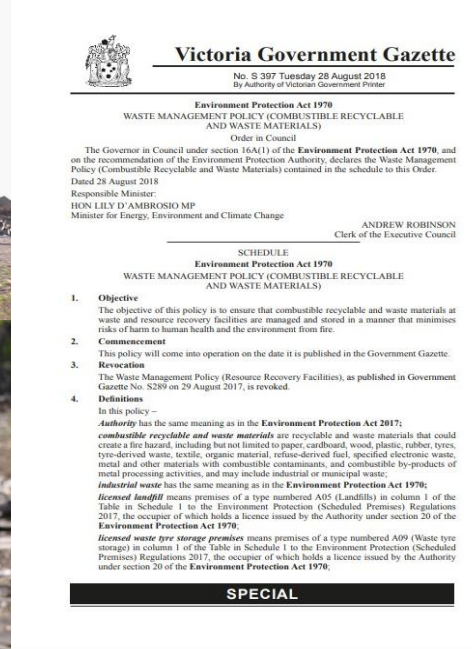 Victoria Government Gazette
No. S 397 Tuesday 28 August 2018
By Authority of Victorian Government Printer
Environment Protection Act 1970
WASTE MANAGEMENT POLICY (COMBUSTIBLE RECYCLABLE
AND WASTE MATERIALS)
Order in Council
The Governor in Council under section 16A(1) of the Environment Protection Act 1970, and
on the recommendation of the Environment Protection Authority, declares the Waste Management
Policy (Combustible Recyclable and Waste Materials) contained in the schedule to this Order.
Dated 28 August 2018
Responsible Minister:
HON LILY D'AMBROSIO MP
Minister for Energy, Environment and Climate Change
ANDREW ROBINSON
Clerk of the Executive Council
SCHEDULE
Environment Protection Act 1970
WASTE MANAGEMENT POLICY (COMBUSTIBLE RECYCLABLE
AND WASTE MATERIALS)
1. Objective
The objective of this policy is to ensure that combustible recyclable and waste materials at
waste and resource recovery facilities are managed and stored in a manner that minimises
risks of harm to human health and the environment from fire.
2. Commencement
This policy will come into operation on the date it is published in the Government Gazette.
3. Revocation
The Waste Management Policy (Resource Recovery Facilities), as published in Government
Gazette No. S289 on 29 August 2017, is revoked.
4. Definitions
In this policy –
Authority has the same meaning as in the Environment Protection Act 2017;
combustible recyclable and waste materials are recyclable and waste materials that could
create a fire hazard, including but not limited to paper, cardboard, wood, plastic, rubber, tyres,
tyre-derived waste, textile, organic material, refuse-derived fuel, specified electronic waste,
metal and other materials with combustible contaminants, and combustible by-products of
metal processing activities, and may include industrial or municipal waste;
industrial waste has the same meaning as in the Environment Protection Act 1970;
licensed landfill means premises of a type numbered A05 (Landfills) in column 1 of the
Table in Schedule 1 to the Environment Protection (Scheduled Premises) Regulations
2017, the occupier of which holds a licence issued by the Authority under section 20 of the
Environment Protection Act 1970;
licensed waste tyre storage premises means premises of a type numbered A09 (Waste tyre
storage) in column 1 of the Table in Schedule 1 to the Environment Protection (Scheduled
Premises) Regulations 2017, the occupier of which holds a licence issued by the Authority
under section 20 of the Environment Protection Act 1970;
SPECIAL